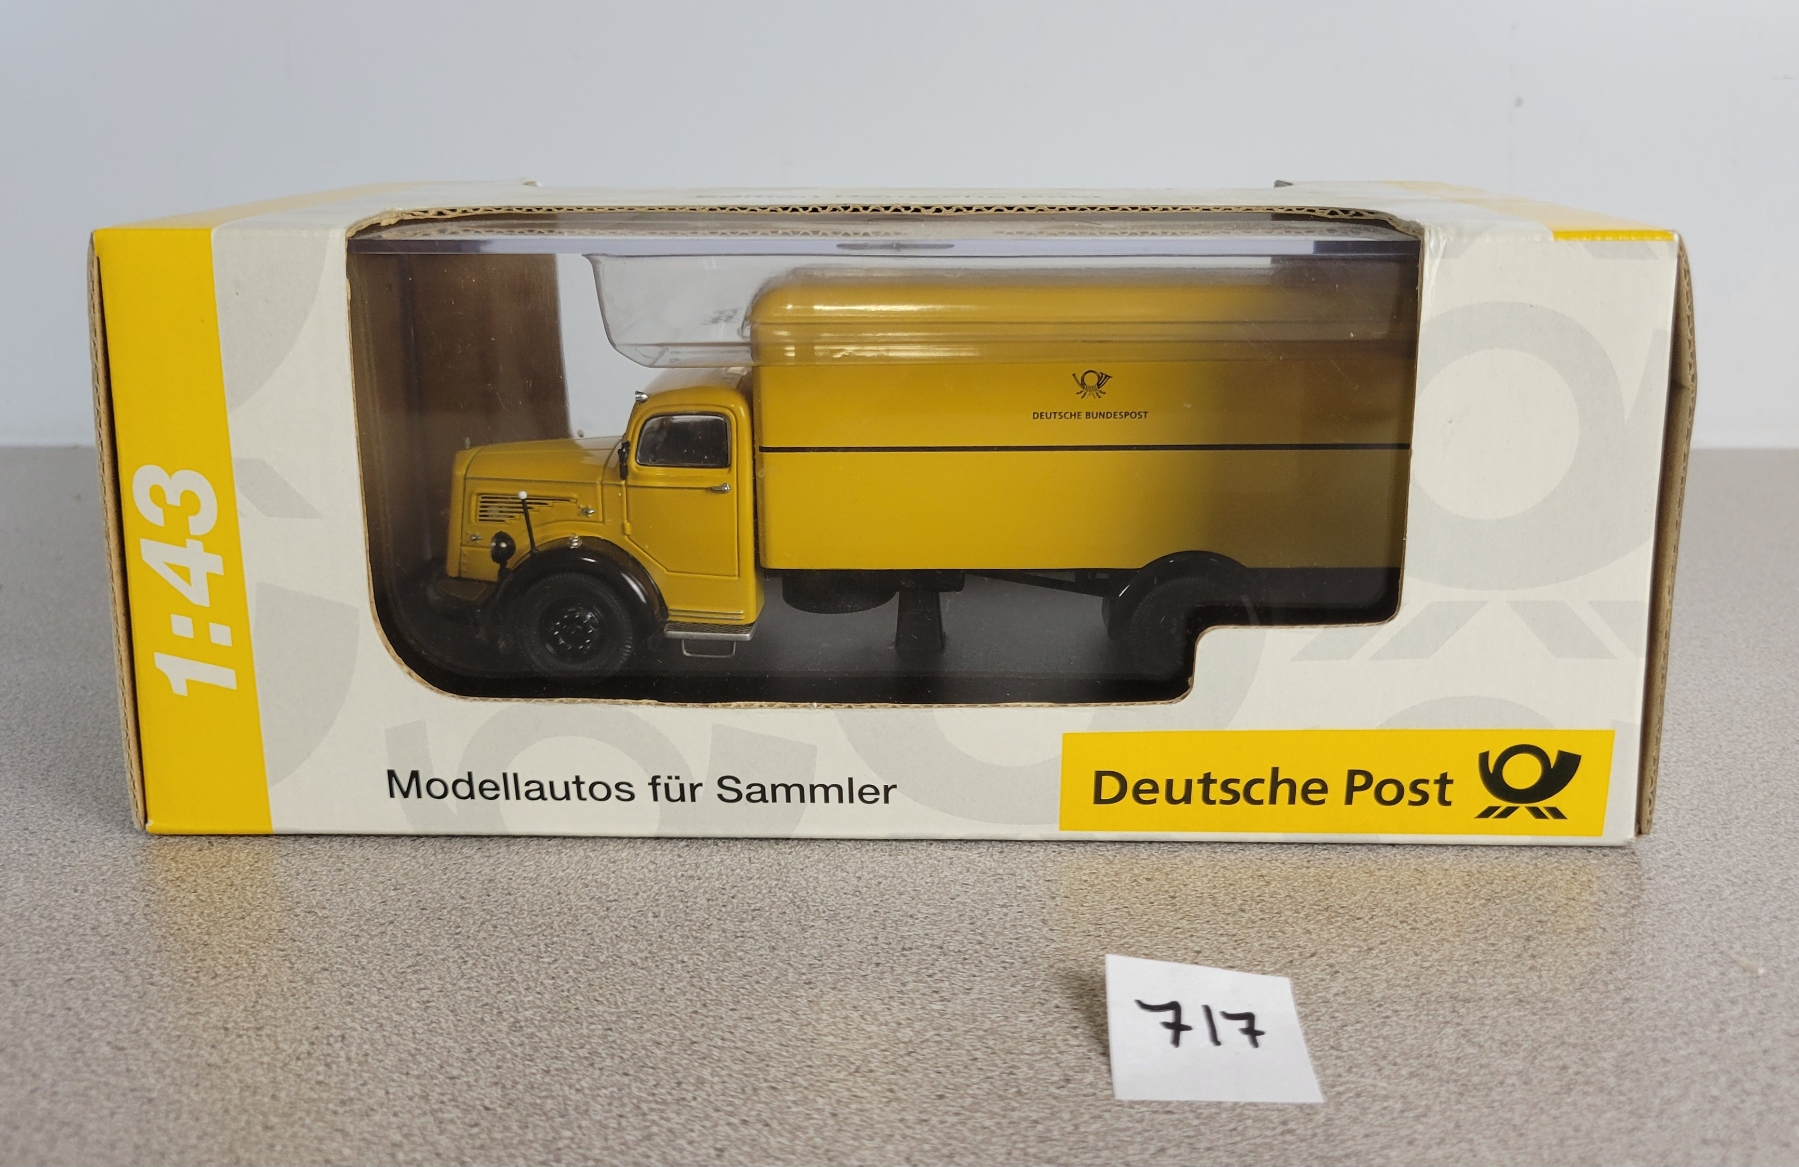 1:43
DEUTSCHE BUNDESPOST
Modellautos für Sammler
Deutsche Post
717